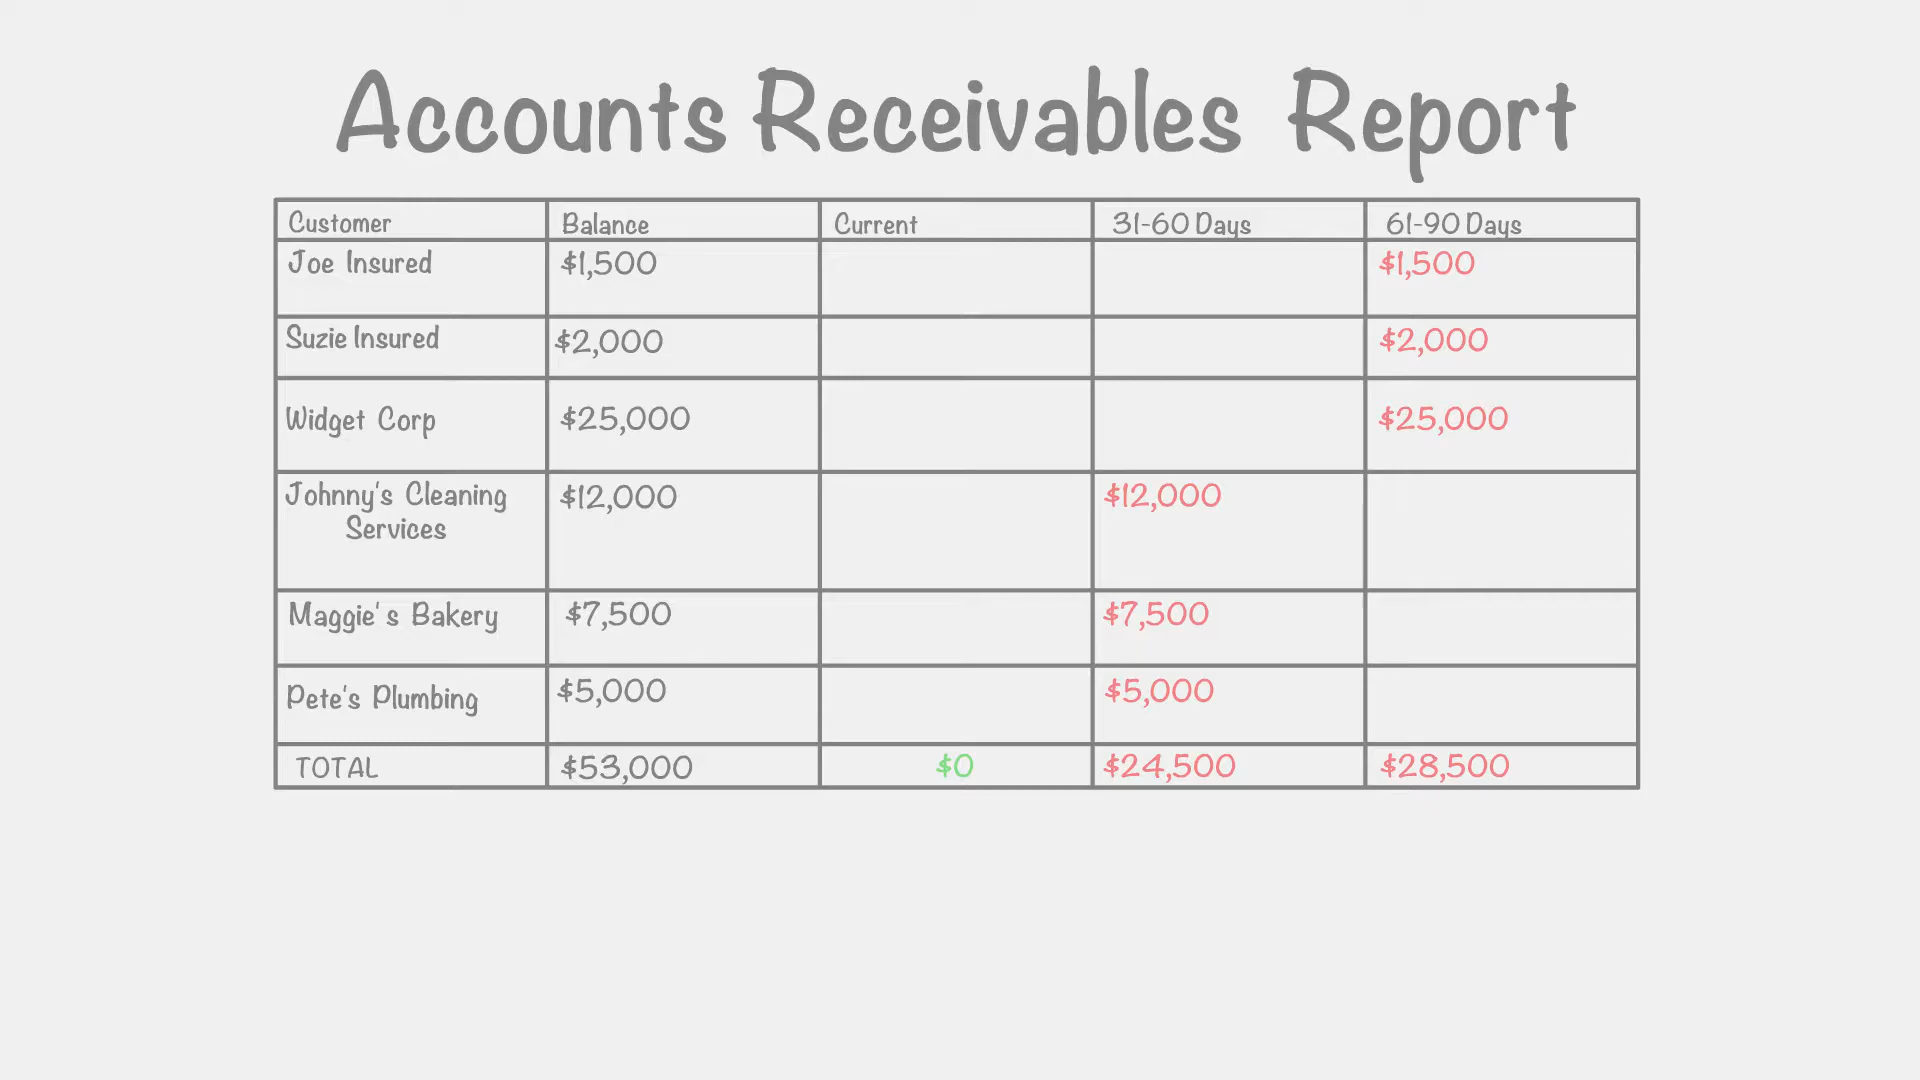 Accounts Receivables Report
Customer Balance Current 31-60 Days 61-90 Days
Joe Insured $1,500 $1,500
Suzie Insured $2,000 $2,000
Widget Corp $25,000 $25,000
Johnny's Cleaning $12,000 $12,000
Services
Maggie's Bakery $7,500 $7,500
Pete's Plumbing $5,000 $5,000
TOTAL $53,000 $0 $24,500 $28,500